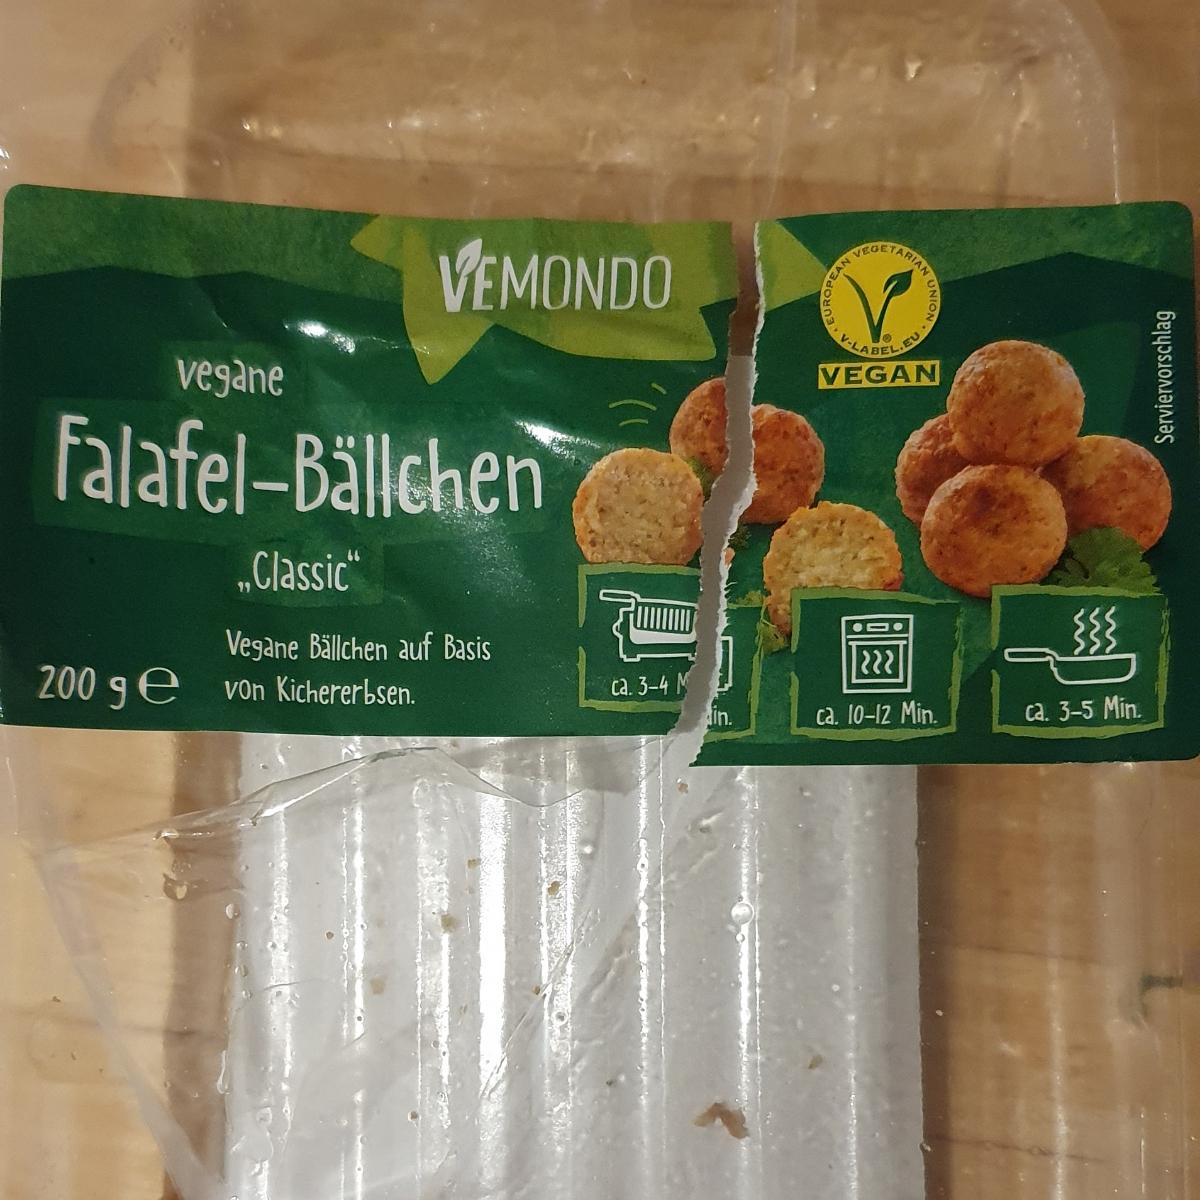 VEMONDO
vegane
Falafel-Bällchen
„Classic“
Vegane Bällchen auf Basis
von Kichererbsen.
200 g ℮
EUROPEAN VEGETARIAN UNION
V-LABEL.EU ®
VEGAN
Serviervorschlag
ca. 3-4
ca. 10-12 Min.
ca. 3-5 Min.